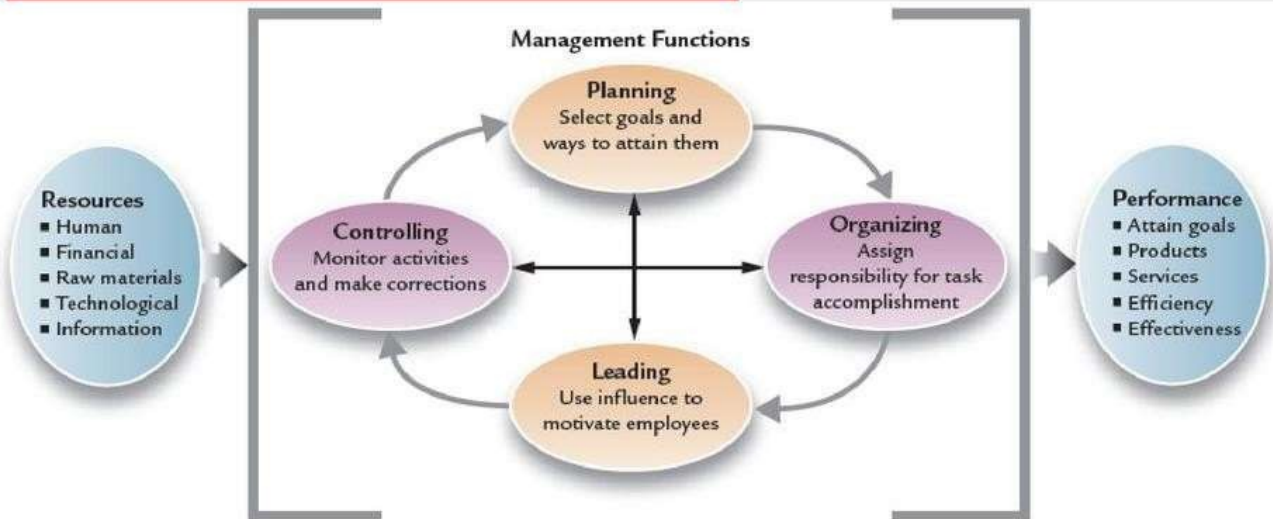 Management Functions
Planning
Select goals and
ways to attain them
Resources
■ Human
■ Financial
■ Raw materials
■ Technological
■ Information
Controlling
Monitor activities
and make corrections
Organizing
Assign
responsibility for task
accomplishment
Leading
Use influence to
motivate employees
Performance
■ Attain goals
■ Products
■ Services
■ Efficiency
■ Effectiveness